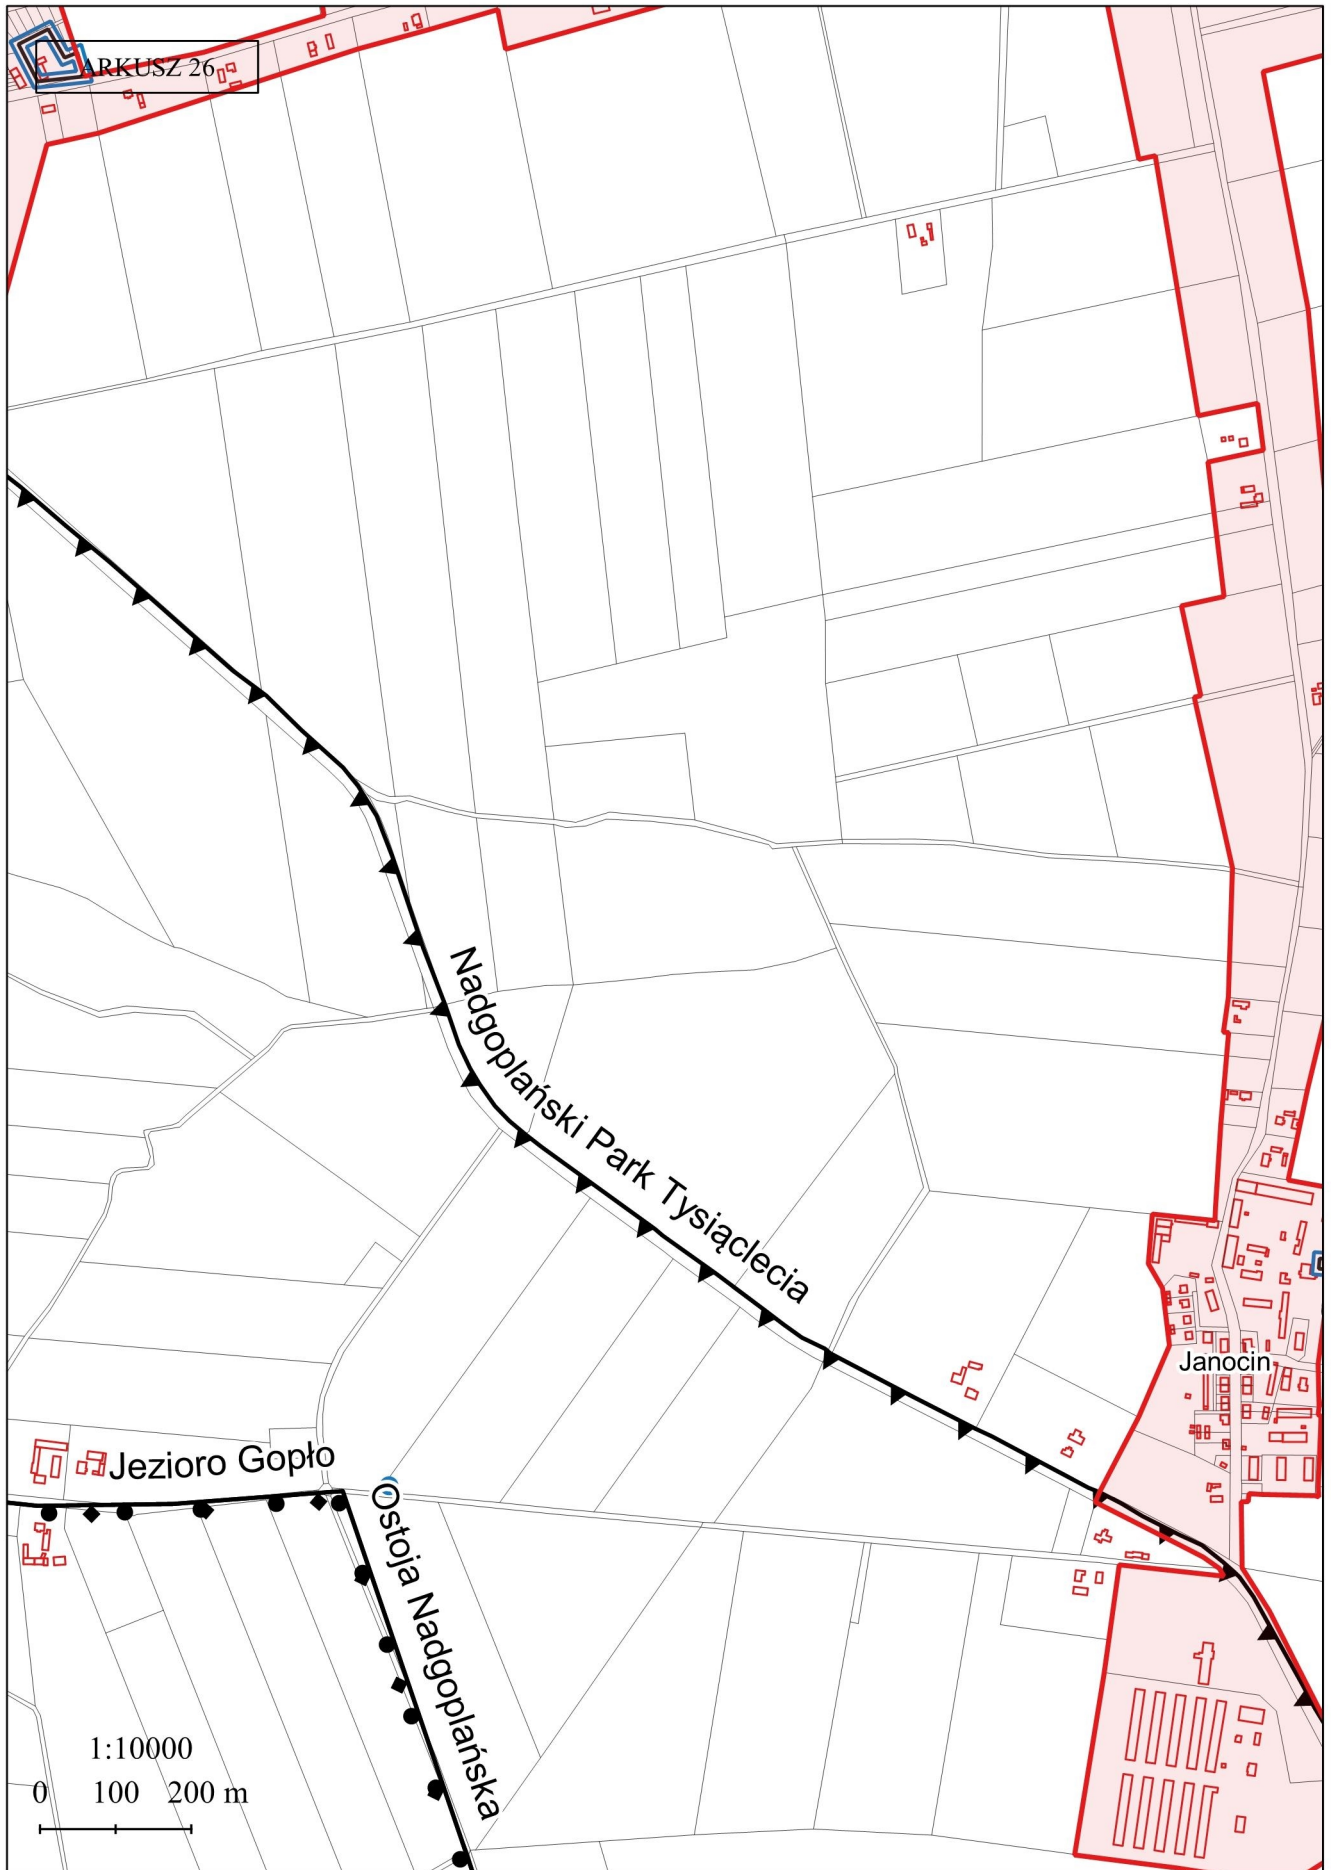 ARKUSZ 26
Nadgoplański Park Tysiąclecia
Janocin
Jezioro Gopło
Ostoja Nadgoplańska
1:10000
0 100 200 m